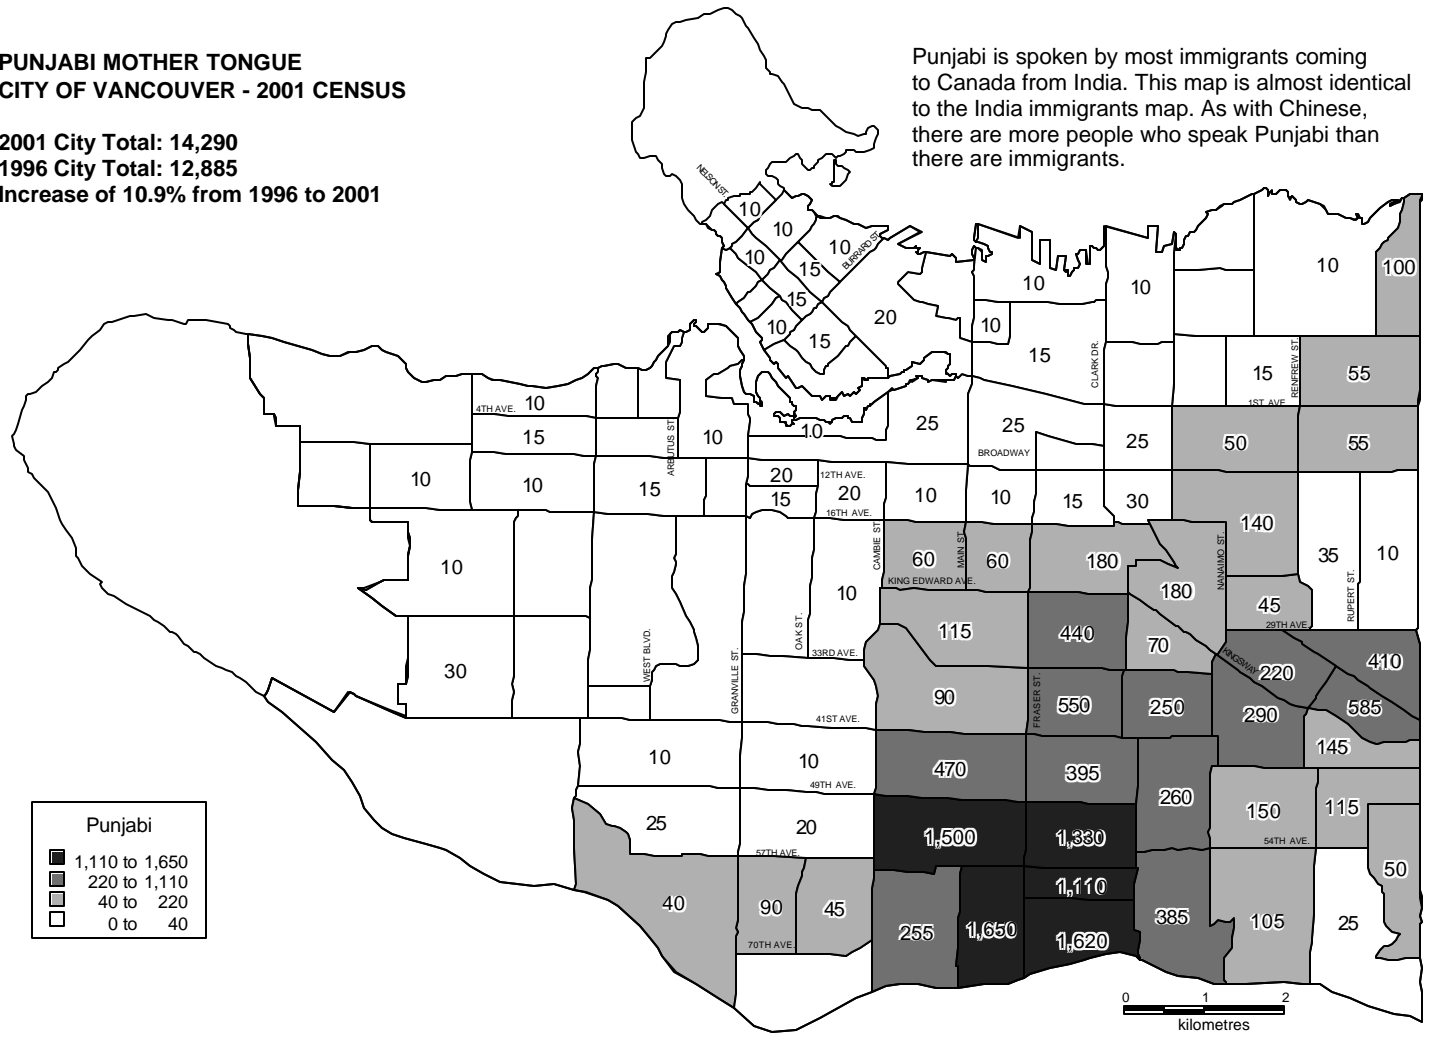 PUNJABI MOTHER TONGUE
CITY OF VANCOUVER - 2001 CENSUS
2001 City Total: 14,290
1996 City Total: 12,885
Increase of 10.9% from 1996 to 2001
Punjabi is spoken by most immigrants coming
to Canada from India. This map is almost identical
to the India immigrants map. As with Chinese,
there are more people who speak Punjabi than
there are immigrants.
NELSON ST.
10
10
10
BURRARD ST.
10
15
15
10
15
20
10
10
10
100
10
15
CLARK DR.
15
RENFREW ST.
55
1ST AVE
4TH AVE.
10
15
ARBUTUS ST
10
10
25
25
BROADWAY
25
50
55
10
10
15
20
12TH AVE.
15
20
16TH AVE.
10
10
15
30
140
35
10
10
CAMBIE ST.
60
MAIN ST.
60
180
NANAIMO ST.
KING EDWARD AVE.
180
45
29TH AVE.
RUPERT ST.
10
OAK ST.
33RD AVE.
115
440
70
KINGSWAY
220
410
30
WEST BLVD.
GRANVILLE ST.
90
FRASER ST.
550
250
290
585
41ST AVE.
145
10
10
49TH AVE.
470
395
260
150
115
25
20
57TH AVE.
1,500
1,330
54TH AVE.
50
1,110
40
90
45
70TH AVE.
255
1,650
1,620
385
105
25
Punjabi
1,110 to 1,650
220 to 1,110
40 to 220
0 to 40
0 1 2
kilometres